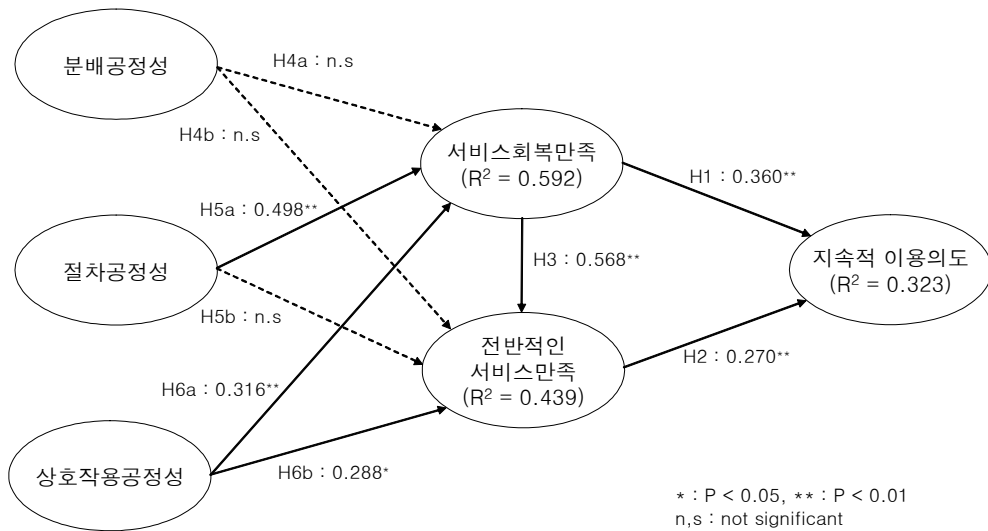 분배공정성
H4a : n.s
H4b : n.s
서비스회복만족
(R² = 0.592)
H1 : 0.360**
H5a : 0.498**
절차공정성
H3 : 0.568**
지속적 이용의도
(R² = 0.323)
H5b : n.s
전반적인
서비스만족
(R² = 0.439)
H2 : 0.270**
H6a : 0.316**
상호작용공정성
H6b : 0.288*
* : P < 0.05, ** : P < 0.01
n,s : not significant